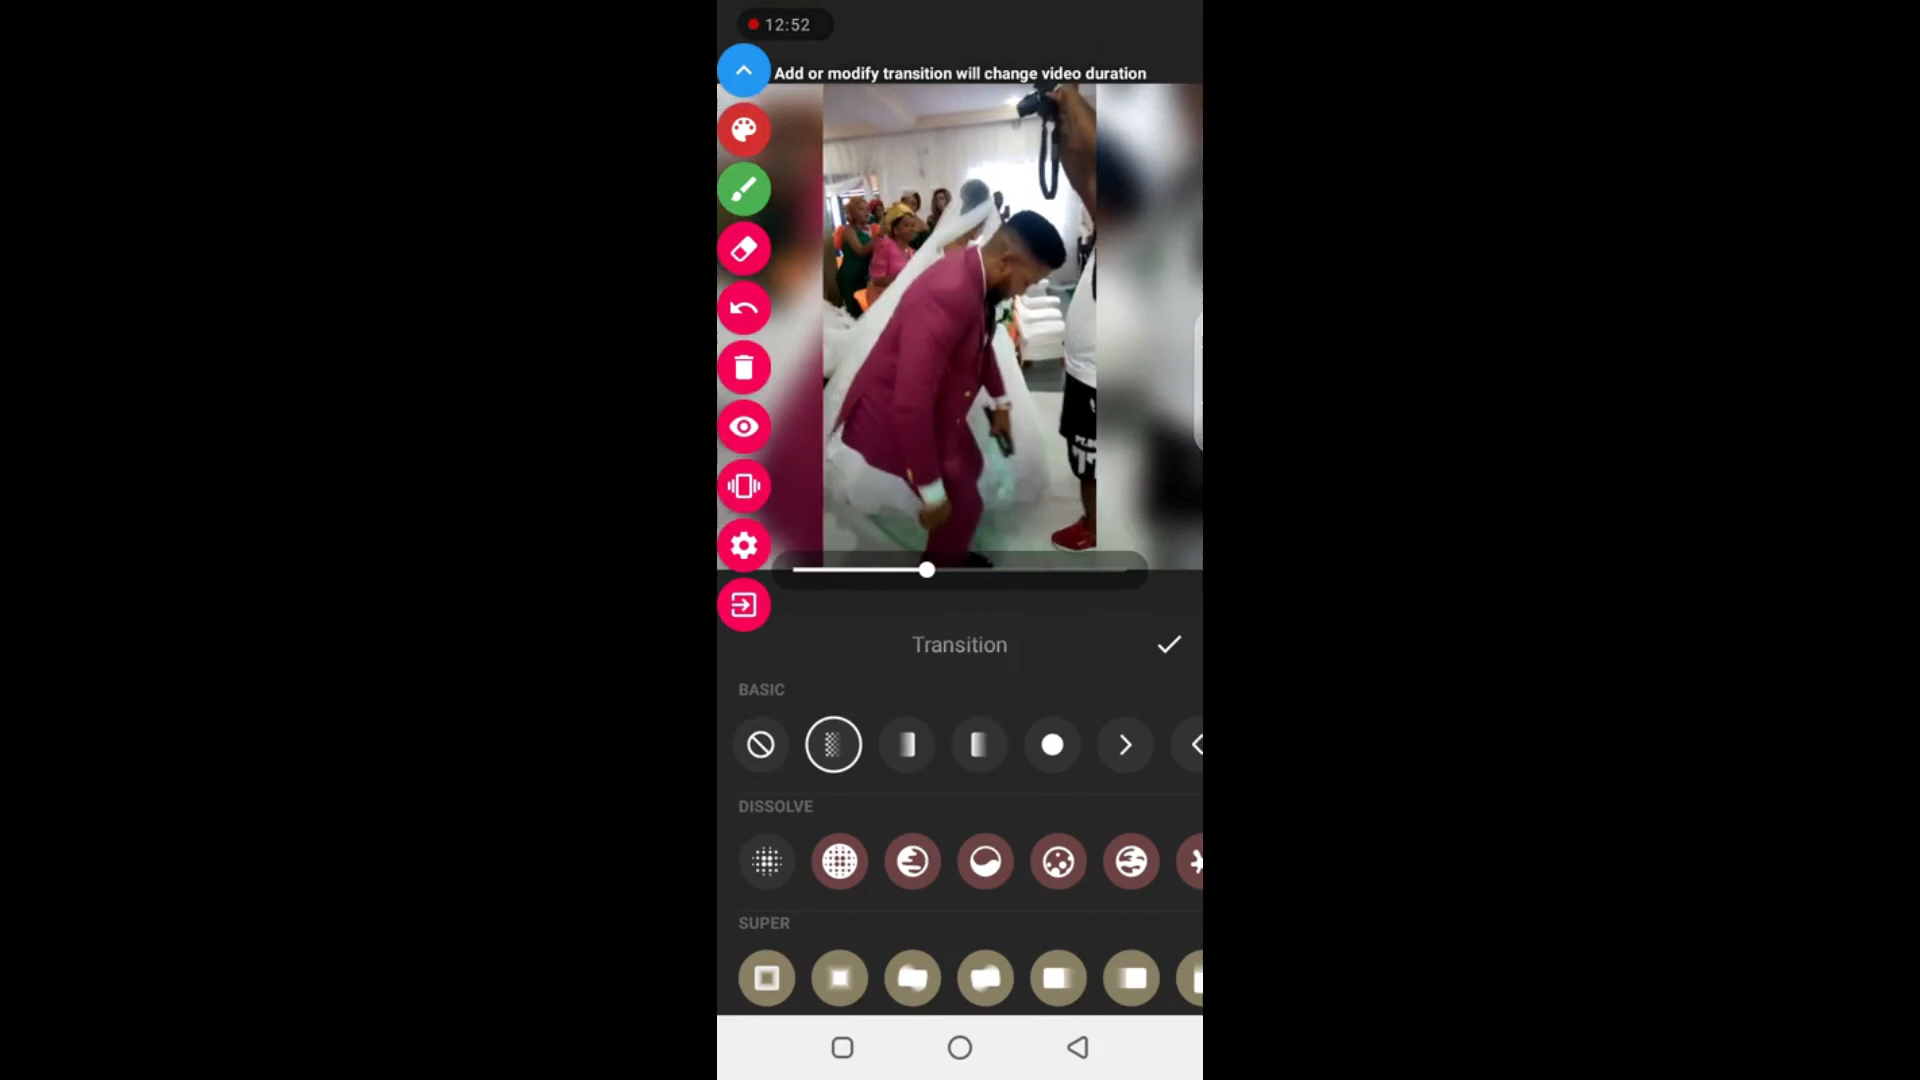 12:52
Add or modify transition will change video duration
Transition
BASIC
DISSOLVE
SUPER